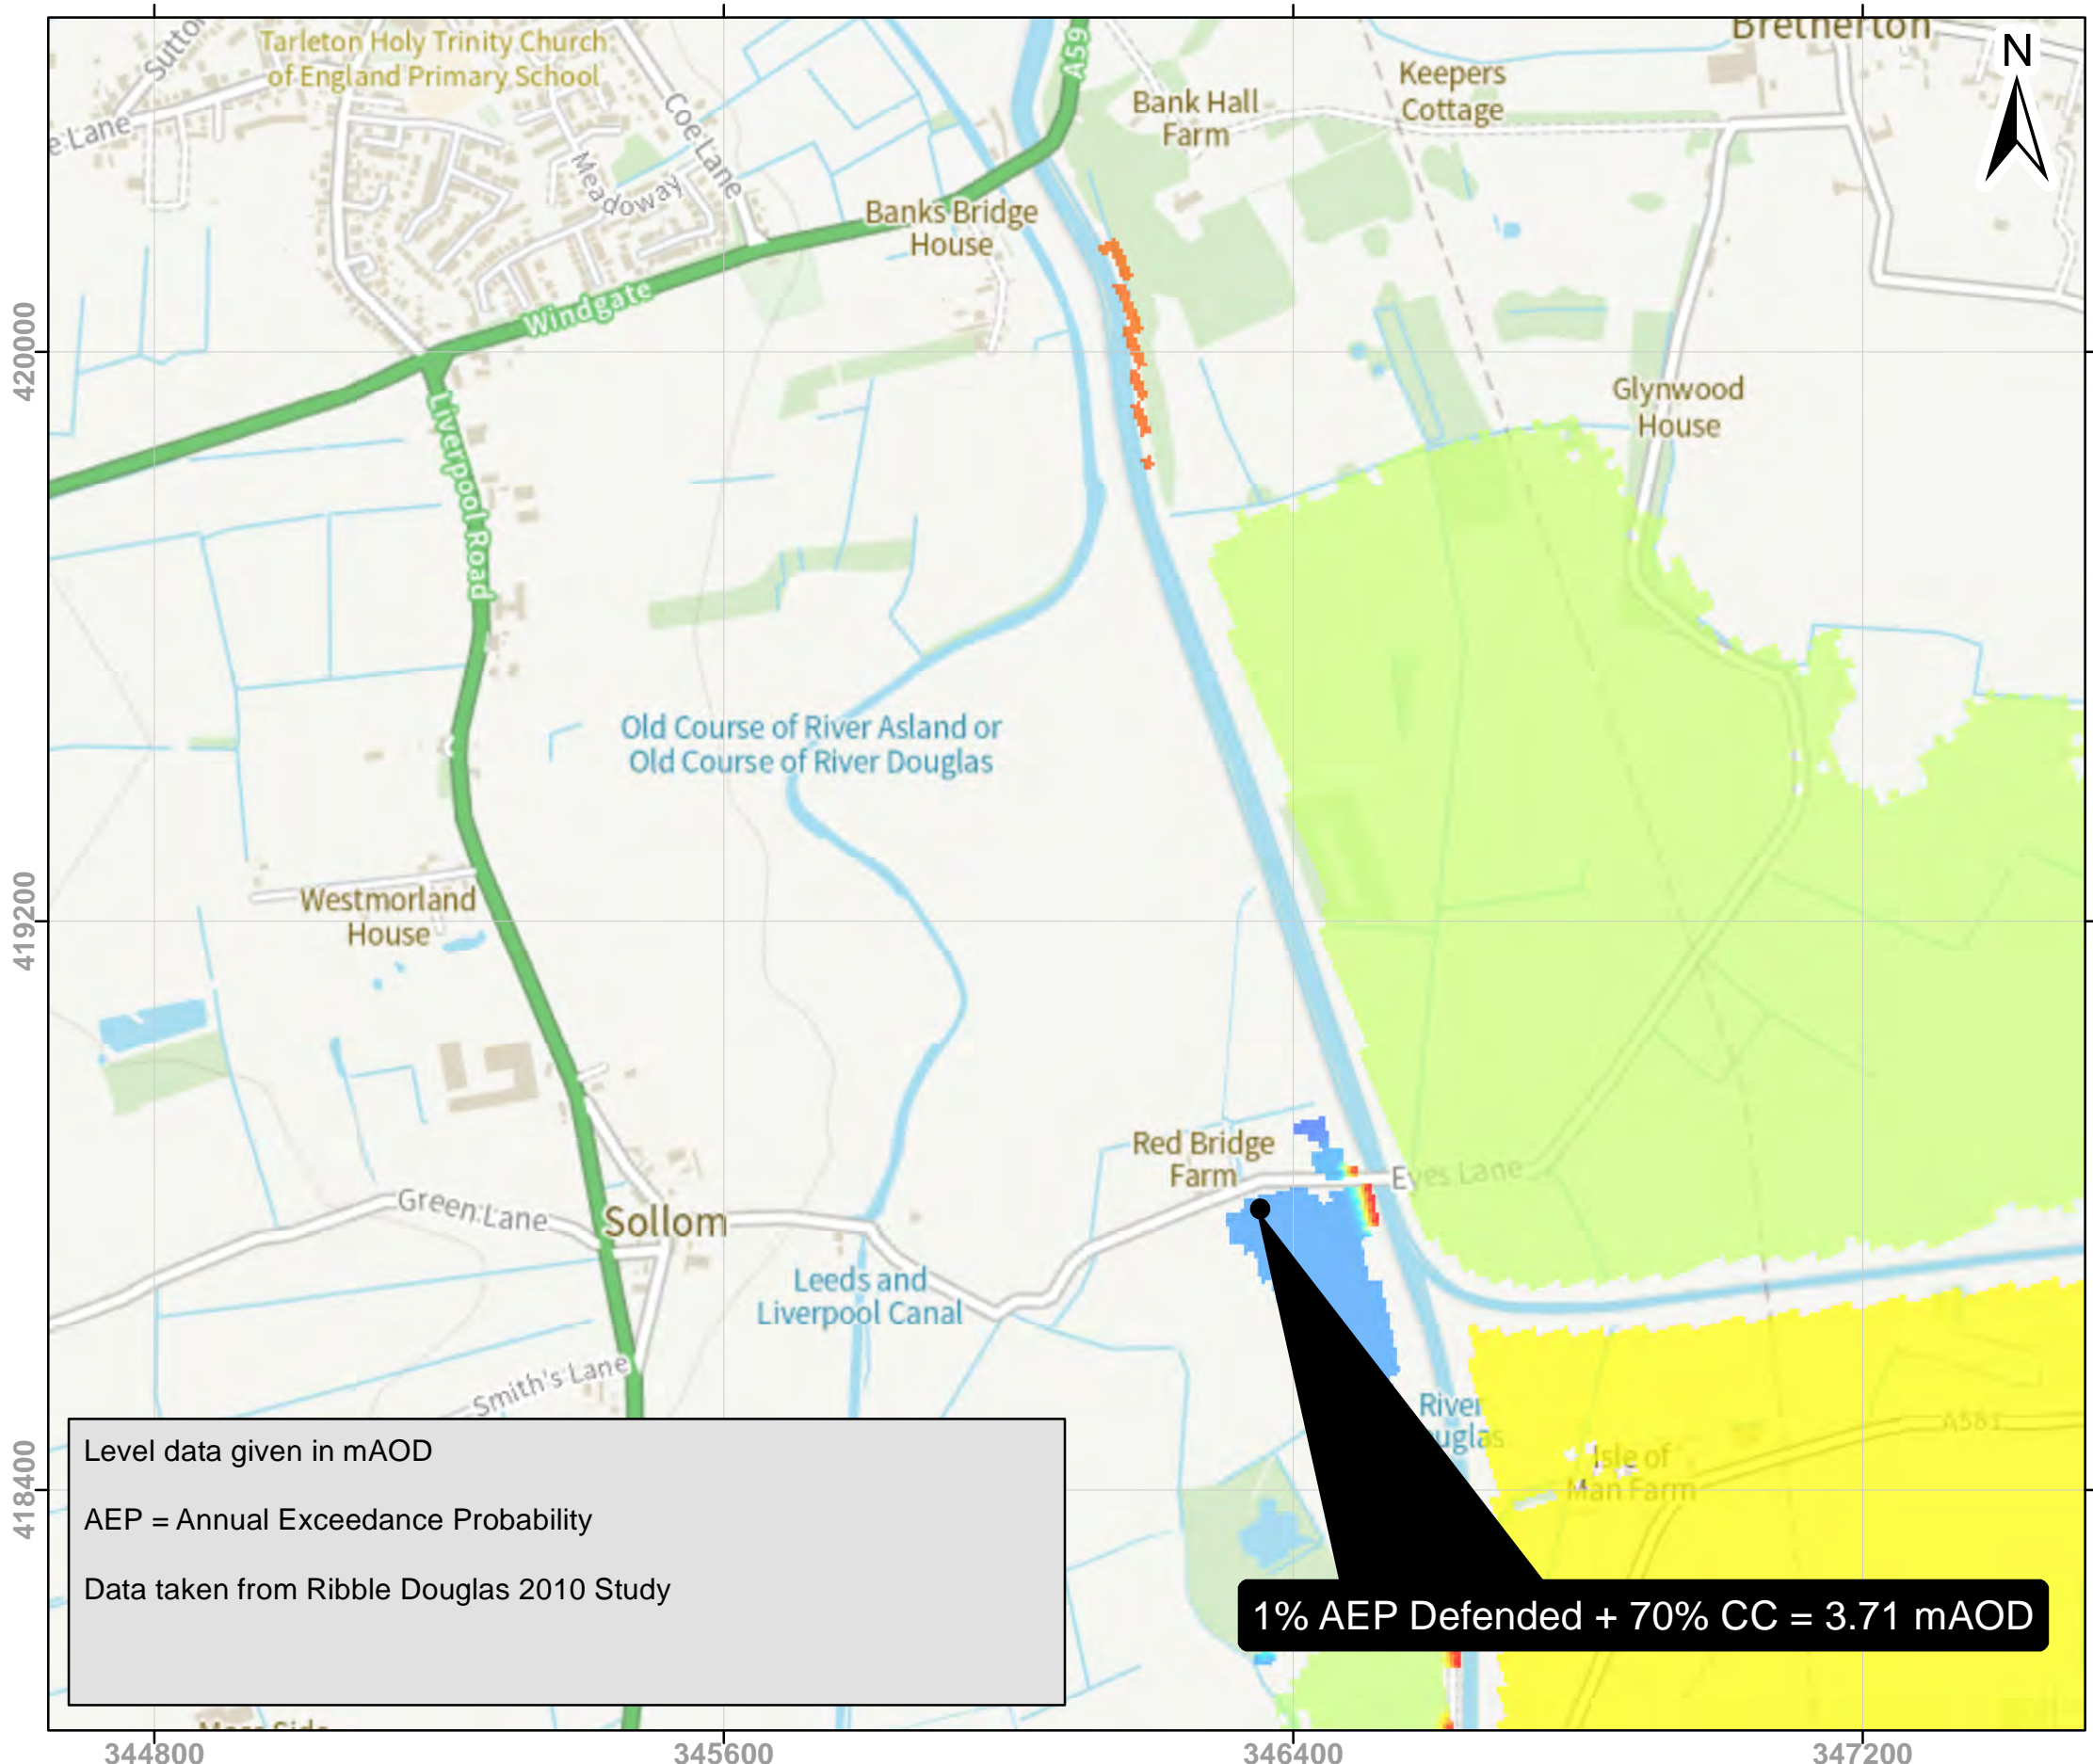 Sutto
Tarleton Holy Trinity Church
of England Primary School
e Lane
Coe Lane
Meadoway
A59
Bretherton
N
Keepers
Cottage
Bank Hall
Farm
Banks Bridge
House
Windgate
420000
Liverpool Road
Glynwood
House
Old Course of River Asland or
Old Course of River Douglas
419200
Westmorland
House
Red Bridge
Farm
Eyes Lane
Green Lane
Sollom
Leeds and
Liverpool Canal
Smith's Lane
River
uglas
A581
Isle of
Man Farm
418400
Level data given in mAOD
AEP = Annual Exceedance Probability
Data taken from Ribble Douglas 2010 Study
1% AEP Defended + 70% CC = 3.71 mAOD
344800
345600
346400
347200